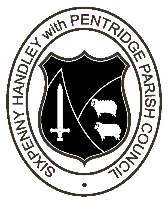 SIXPENNY HANDLEY with PENTRIDGE PARISH COUNCIL